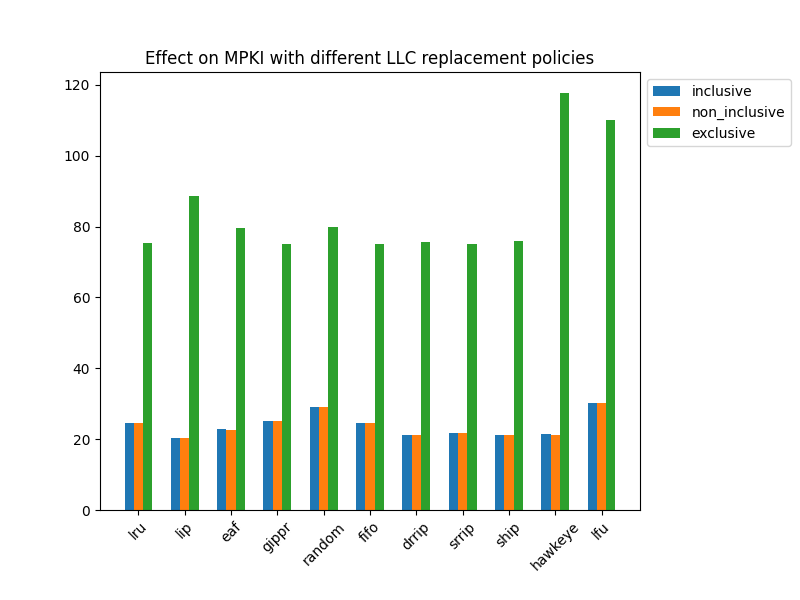 Effect on MPKI with different LLC replacement policies
inclusive
non_inclusive
exclusive
120
100
80
60
40
20
0
lru
lip
eaf
gippr
random
fifo
drrip
srrip
ship
hawkeye
lfu